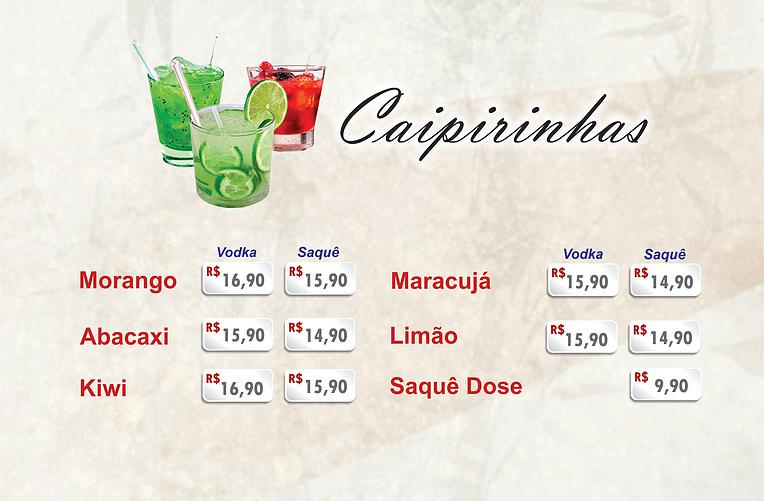 Caipirinhas
Vodka Saquê
Morango R$ 16,90 R$ 15,90
Abacaxi R$ 15,90 R$ 14,90
Kiwi R$ 16,90 R$ 15,90
Vodka Saquê
Maracujá R$ 15,90 R$ 14,90
Limão R$ 15,90 R$ 14,90
Saquê Dose R$ 9,90